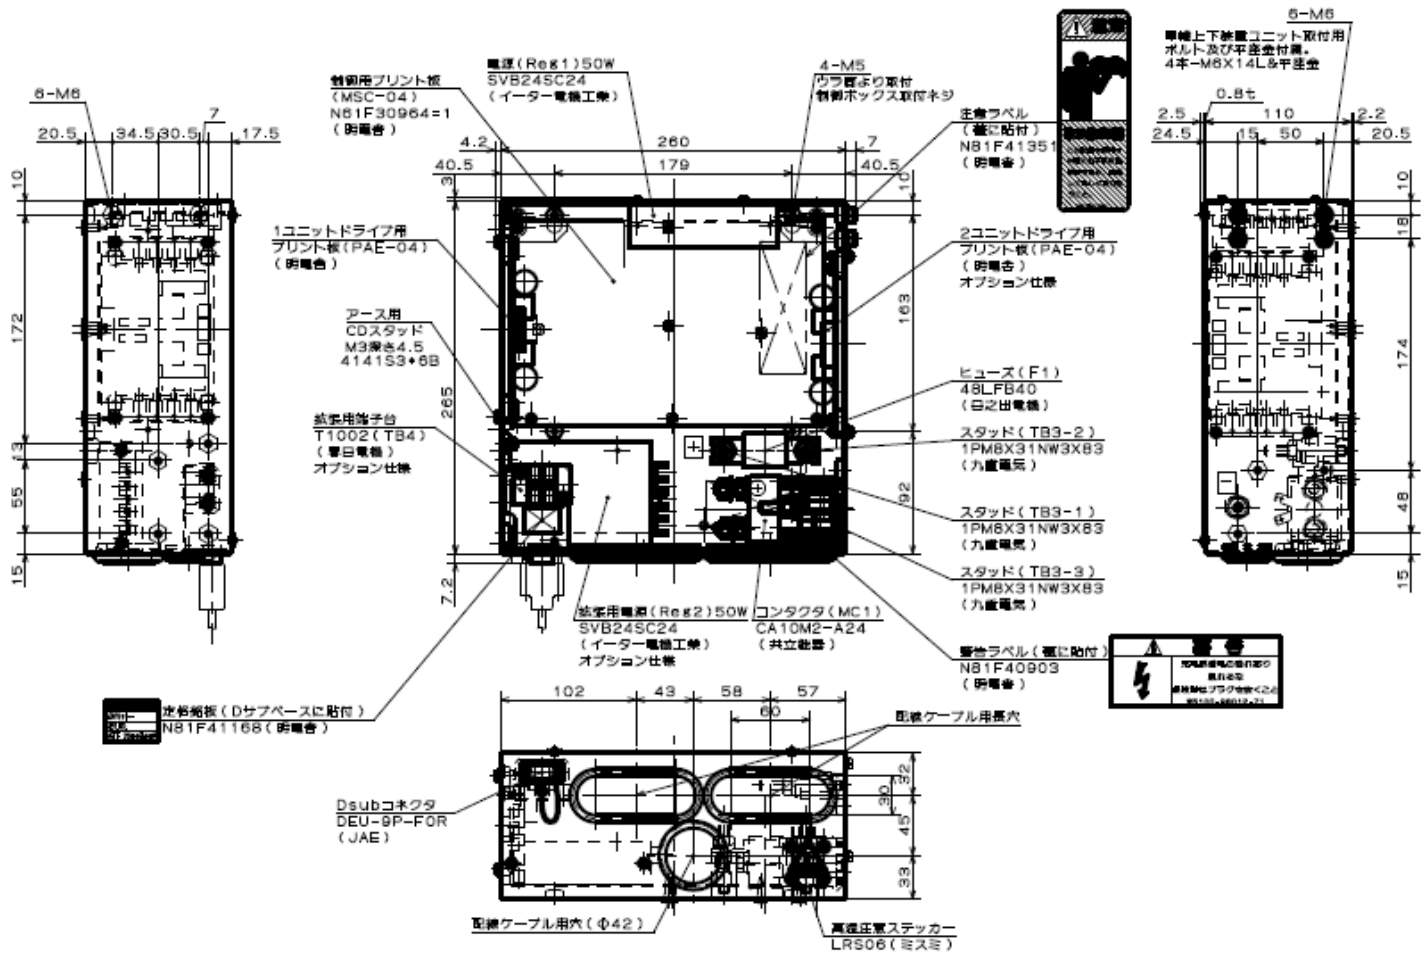 6-M6
7
20.5
34.5
30.5
17.5
10
172
13
55
15
制御用プリント板
(MSC-04)
N61F30964=1
(明電舎)
電源(Reg1)50W
SVB24SC24
(イーター電機工業)
4-M5
ウラ面より取付
制御ボックス取付ネジ
4.2
260
7
40.5
179
40.5
3
10
注意ラベル
(蓋に貼付)
N81F41351
(明電舎)
6-M6
車輪上下装置ユニット取付用
ボルト及び平座金付属。
4本-M6X14L&平座金
0.8t
2.5
110
2.2
24.5
15
50
20.5
10
18
174
48
15
1ユニットドライブ用
プリント板(PAE-04)
(明電舎)
アース用
CDスタッド
M3深さ4.5
4141S3*6B
拡張用端子台
T1002(TB4)
(春日電機)
オプション仕様
265
7.2
163
92
2ユニットドライブ用
プリント板(PAE-04)
(明電舎)
オプション仕様
ヒューズ(F1)
48LFB40
(日之出電機)
スタッド(TB3-2)
1PM8X31NW3X83
(九重電気)
スタッド(TB3-1)
1PM8X31NW3X83
(九重電気)
スタッド(TB3-3)
1PM8X31NW3X83
(九重電気)
拡張用電源(Reg2)50W
SVB24SC24
(イーター電機工業)
オプション仕様
コンタクタ(MC1)
CA10M2-A24
(共立継器)
警告ラベル(蓋に貼付)
N81F40903
(明電舎)
警告
定格銘板(Dサブベースに貼付)
N81F41168(明電舎)
102
43
58
57
60
配線ケーブル用長穴
32
30
45
33
Dsubコネクタ
DEU-9P-F0R
(JAE)
配線ケーブル用穴(Φ42)
高温注意ステッカー
LRS06(ミスミ)